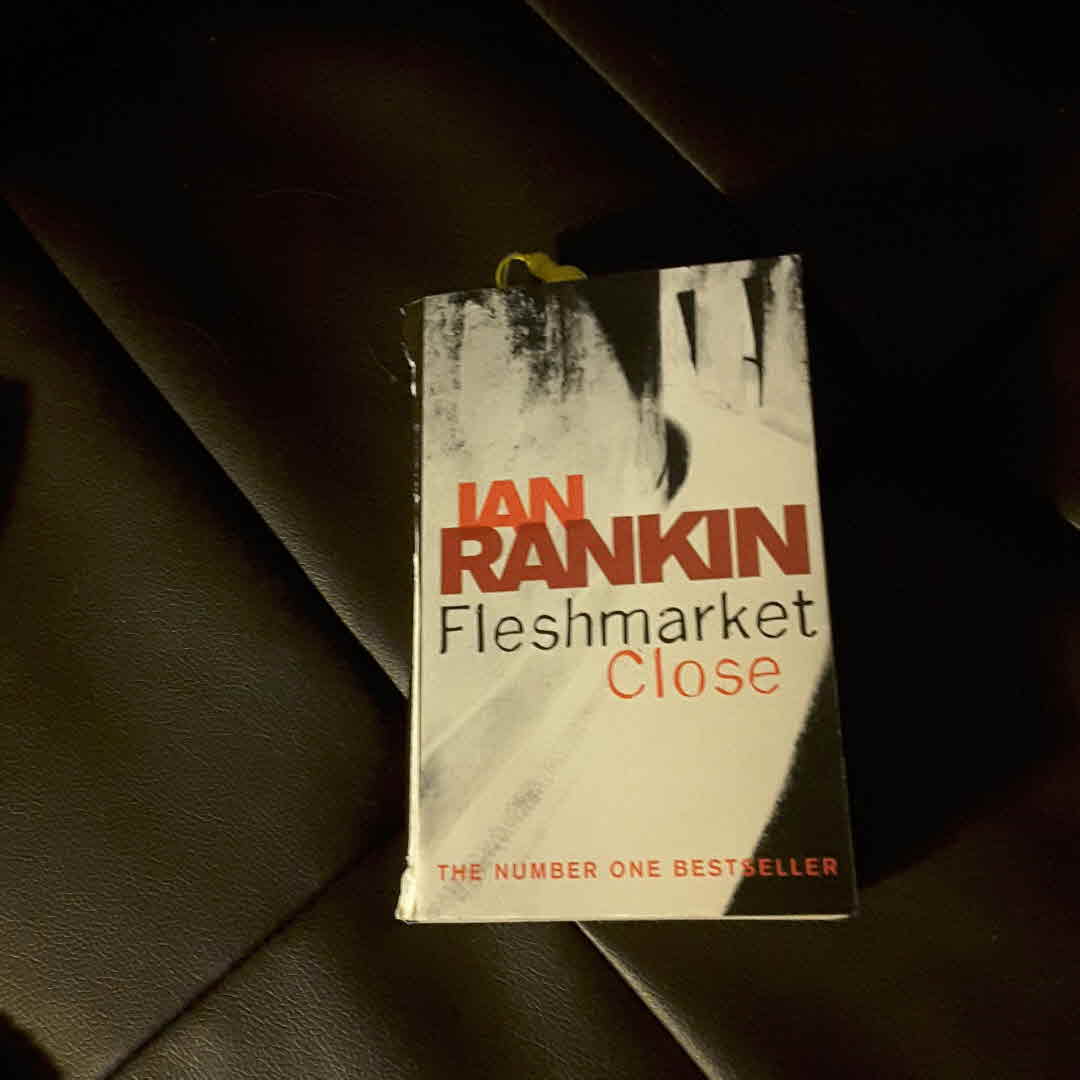 IAN
RANKIN
Fleshmarket
Close
THE NUMBER ONE BESTSELLER